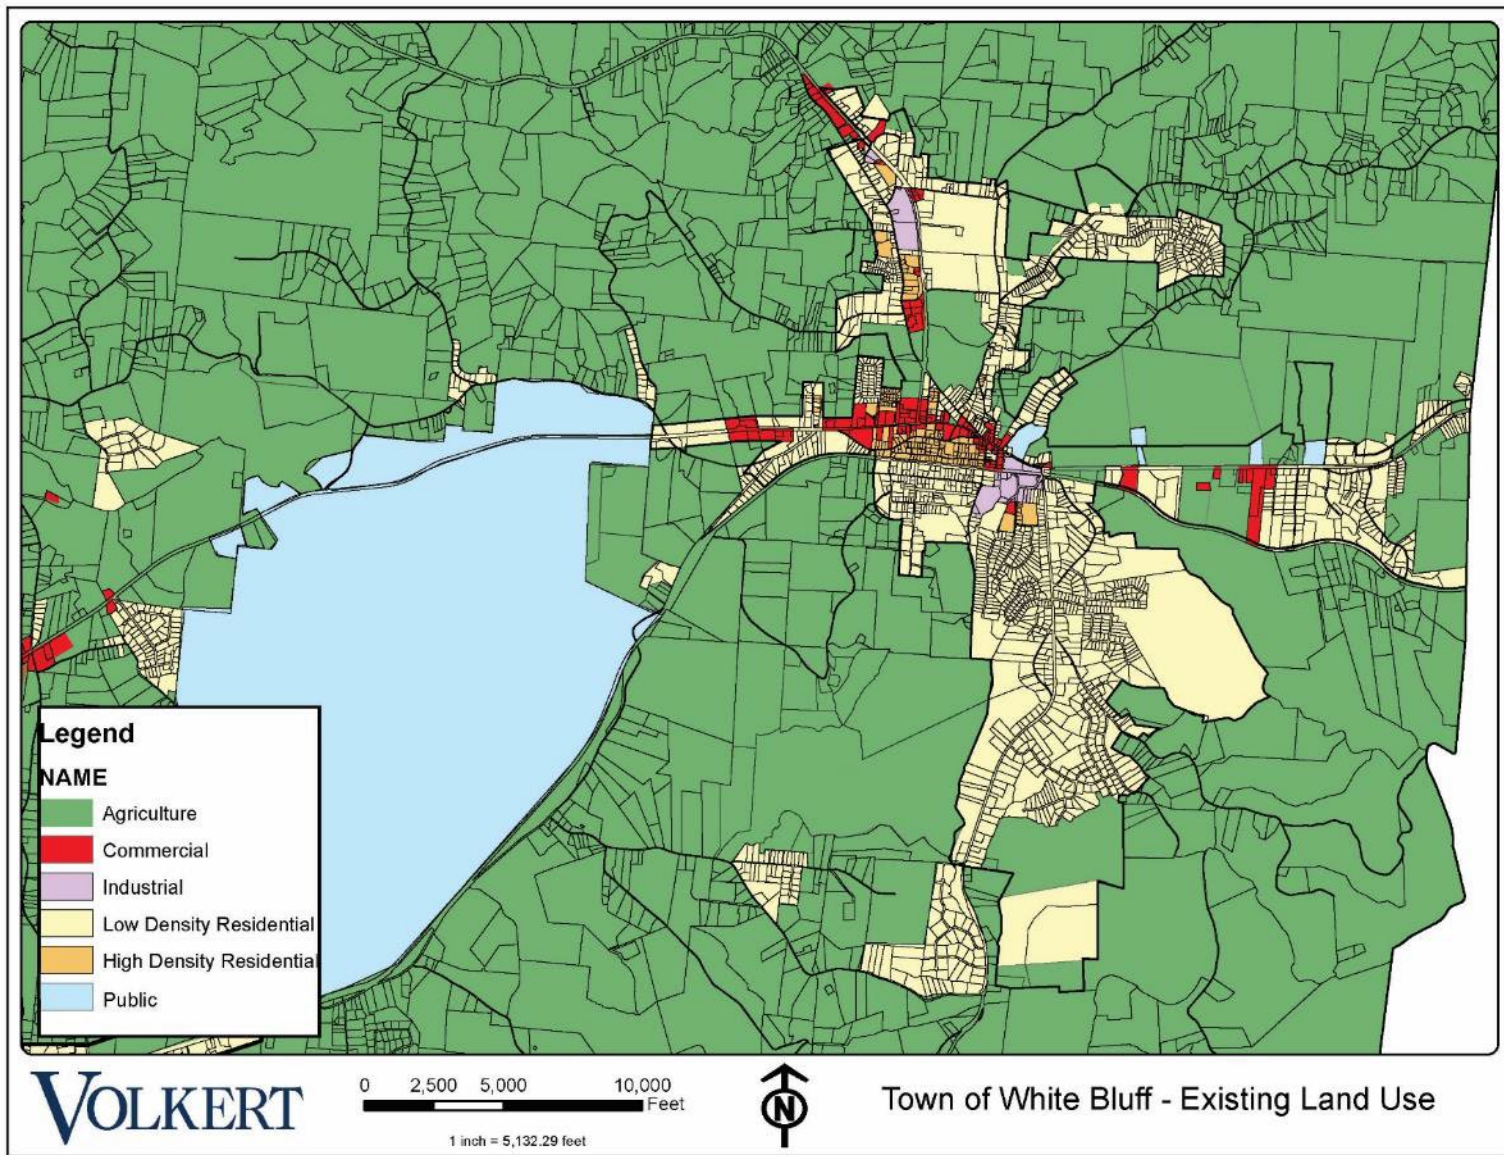 Legend
NAME
Agriculture
Commercial
Industrial
Low Density Residential
High Density Residential
Public
VOLKERT
0 2,500 5,000 10,000
Feet
1 inch = 5,132.29 feet
N
Town of White Bluff - Existing Land Use